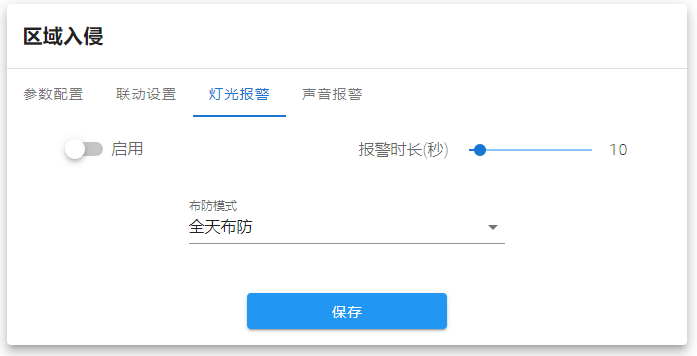 区域入侵
参数配置 联动设置 灯光报警 声音报警
启用 报警时长(秒) 10
布防模式
全天布防
保存